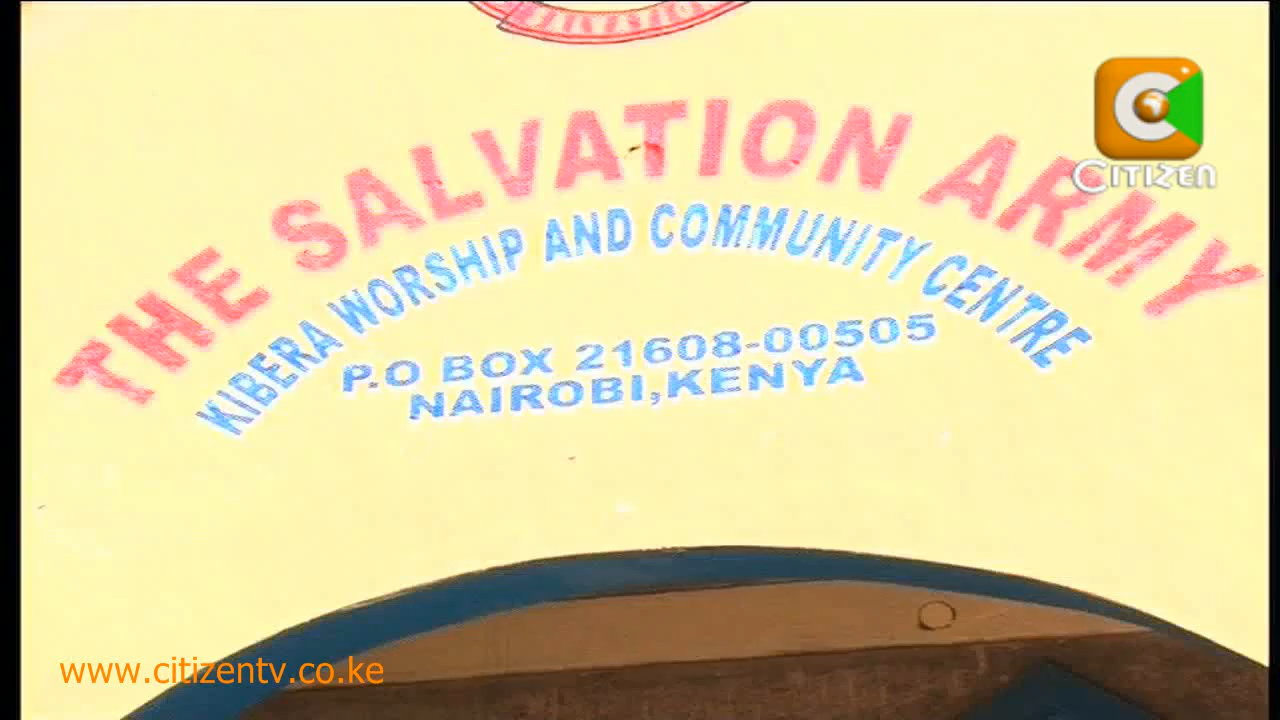 THE SALVATION ARMY
KIBERA WORSHIP AND COMMUNITY CENTRE
P.O BOX 21608-00505
NAIROBI,KENYA
CITIZEN
www.citizentv.co.ke